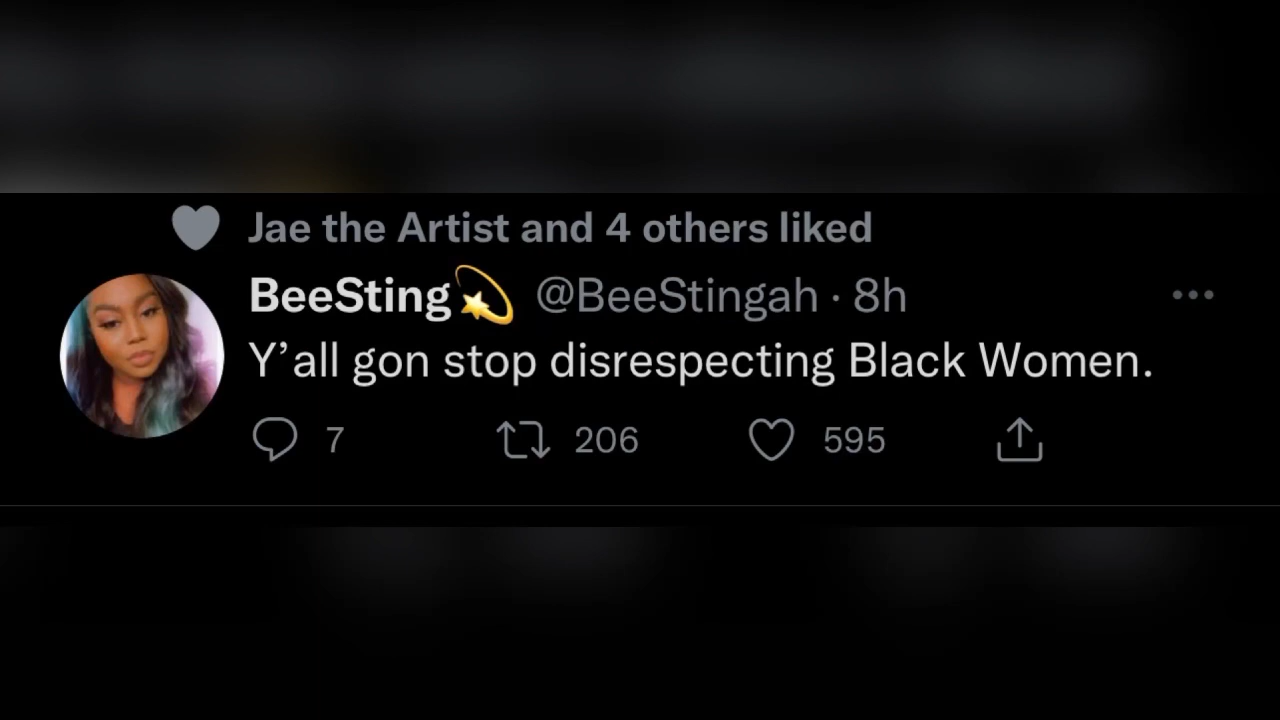 Jae the Artist and 4 others liked
BeeSting💫 @BeeStingah · 8h
Y’all gon stop disrespecting Black Women.
7 206 595